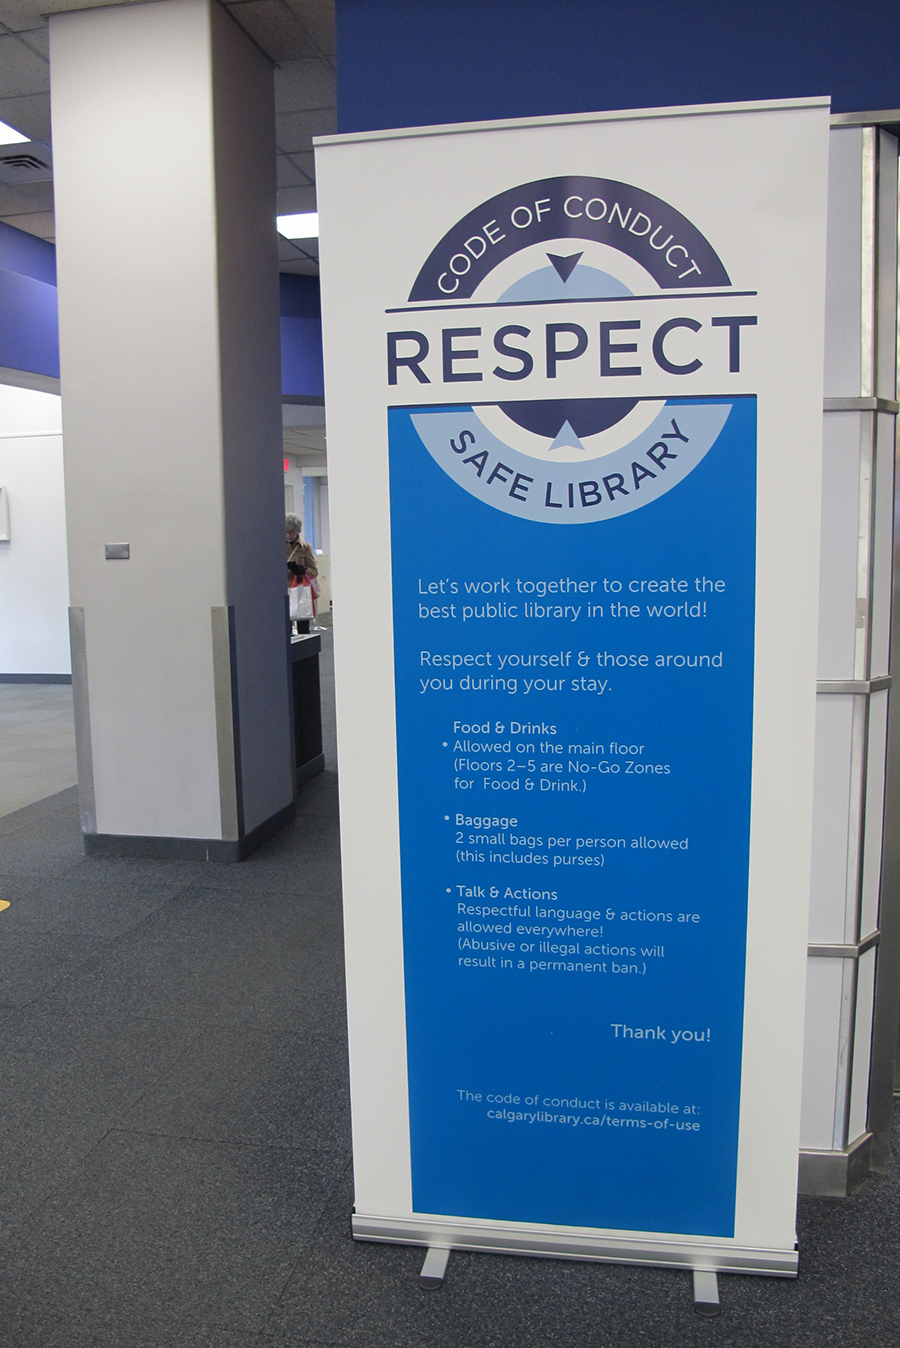 CODE OF CONDUCT
RESPECT
SAFE LIBRARY
Let's work together to create the
best public library in the world!
Respect yourself & those around
you during your stay.
Food & Drinks
• Allowed on the main floor
(Floors 2–5 are No-Go Zones
for Food & Drink.)
• Baggage
2 small bags per person allowed
(this includes purses)
• Talk & Actions
Respectful language & actions are
allowed everywhere!
(Abusive or illegal actions will
result in a permanent ban.)
Thank you!
The code of conduct is available at:
calgarylibrary.ca/terms-of-use